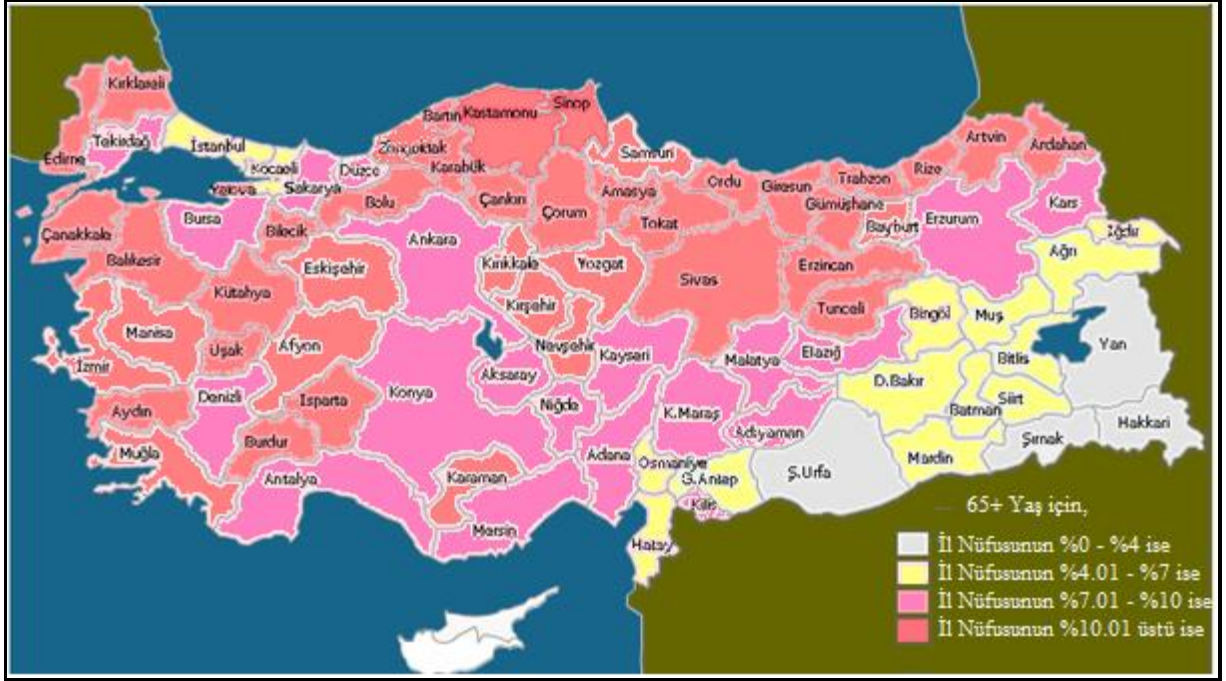 Kırklareli
Sinop
Bartın
Kastamonu
Artvin
Tekirdağ
Ardahan
İstanbul
Zonguldak
Samsun
Edirne
Kocaeli
Düzce
Karabük
Rize
Trabzon
Yalova
Sakarya
Amasya
Ordu
Giresun
Bolu
Çankırı
Gümüşhane
Kars
Bursa
Çorum
Erzurum
Bilecik
Tokat
Bayburt
Iğdır
Çanakkale
Ankara
Ağrı
Balıkesir
Eskişehir
Kırıkkale
Yozgat
Erzincan
Sivas
Kütahya
Kırşehir
Tunceli
Bingöl
Muş
Manisa
Uşak
Afyon
Nevşehir
Kayseri
Malatya
Elazığ
Van
Bitlis
İzmir
Aksaray
D.Bakır
Denizli
Konya
Isparta
Niğde
Siirt
Aydın
K.Maraş
Batman
Hakkari
Burdur
Adıyaman
Şırnak
Muğla
Adana
Osmaniye
Mardin
Antalya
Karaman
G.Antep
Ş.Urfa
Kilis
Mersin
Hatay
65+ Yaş için,
İl Nüfusunun %0 - %4 ise
İl Nüfusunun %4.01 - %7 ise
İl Nüfusunun %7.01 - %10 ise
İl Nüfusunun %10.01 üstü ise